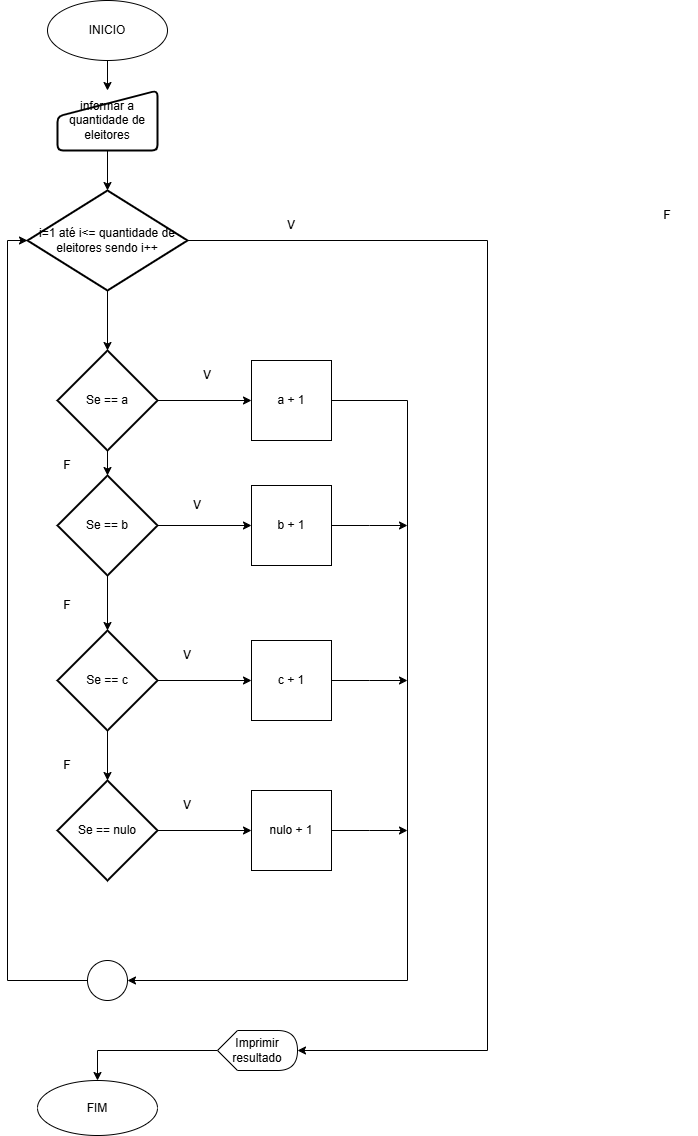 INICIO
informar a
quantidade de
eleitores
V
F
i=1 até i<= quantidade de
eleitores sendo i++
V
Se == a
a + 1
F
V
Se == b
b + 1
F
V
Se == c
c + 1
F
V
Se == nulo
nulo + 1
Imprimir
resultado
FIM